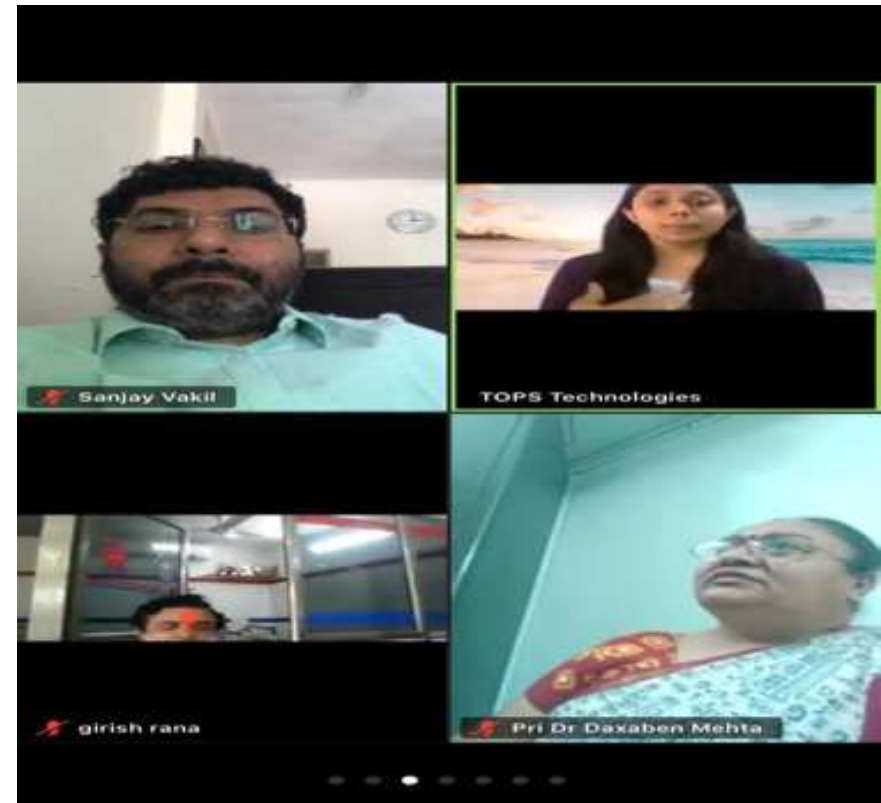 Sanjay Vakil
TOPS Technologies
girish rana
Pri Dr Daxaben Mehta